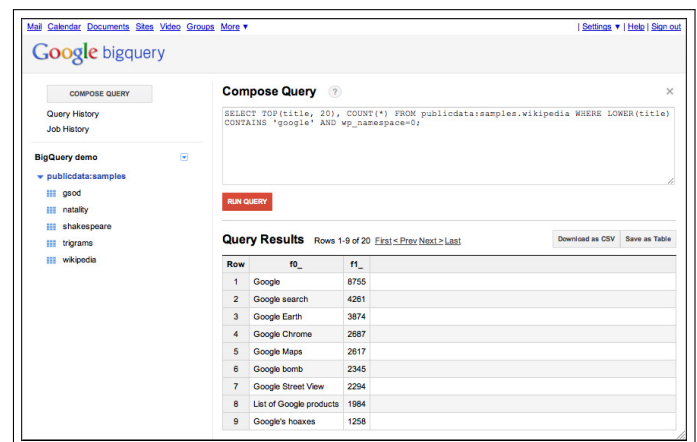 Mail Calendar Documents Sites Video Groups More ▼ | Settings ▼ | Help | Sign out
Google bigquery
COMPOSE QUERY
Query History
Job History
BigQuery demo
publicdata:samples
gsod
natality
shakespeare
trigrams
wikipedia
Compose Query ? ×
SELECT TOP(title, 20), COUNT(*) FROM publicdata:samples.wikipedia WHERE LOWER(title)
CONTAINS 'google' AND wp_namespace=0;
RUN QUERY
Query Results Rows 1-9 of 20 First < Prev Next > Last Download as CSV Save as Table
Row f0_ f1_
1 Google 8755
2 Google search 4261
3 Google Earth 3874
4 Google Chrome 2687
5 Google Maps 2617
6 Google bomb 2345
7 Google Street View 2294
8 List of Google products 1984
9 Google's hoaxes 1258